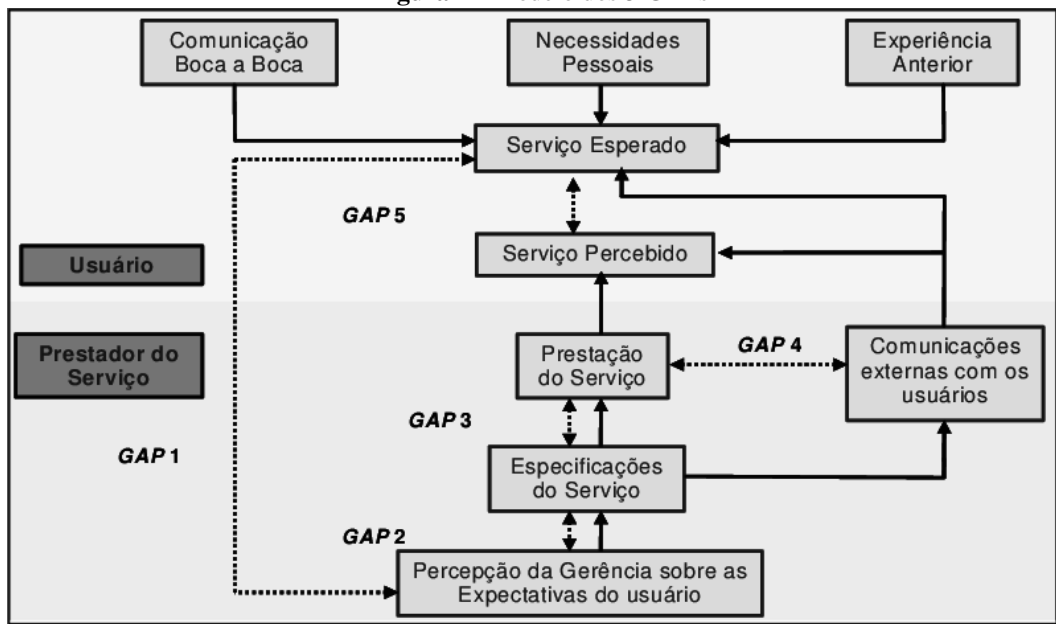 Comunicação
Boca a Boca
Necessidades
Pessoais
Experiência
Anterior
Serviço Esperado
GAP 5
Serviço Percebido
Usuário
Prestador do
Serviço
Prestação
do Serviço
GAP 4
Comunicações
externas com os
usuários
GAP 3
GAP 1
Especificações
do Serviço
GAP 2
Percepção da Gerência sobre as
Expectativas do usuário